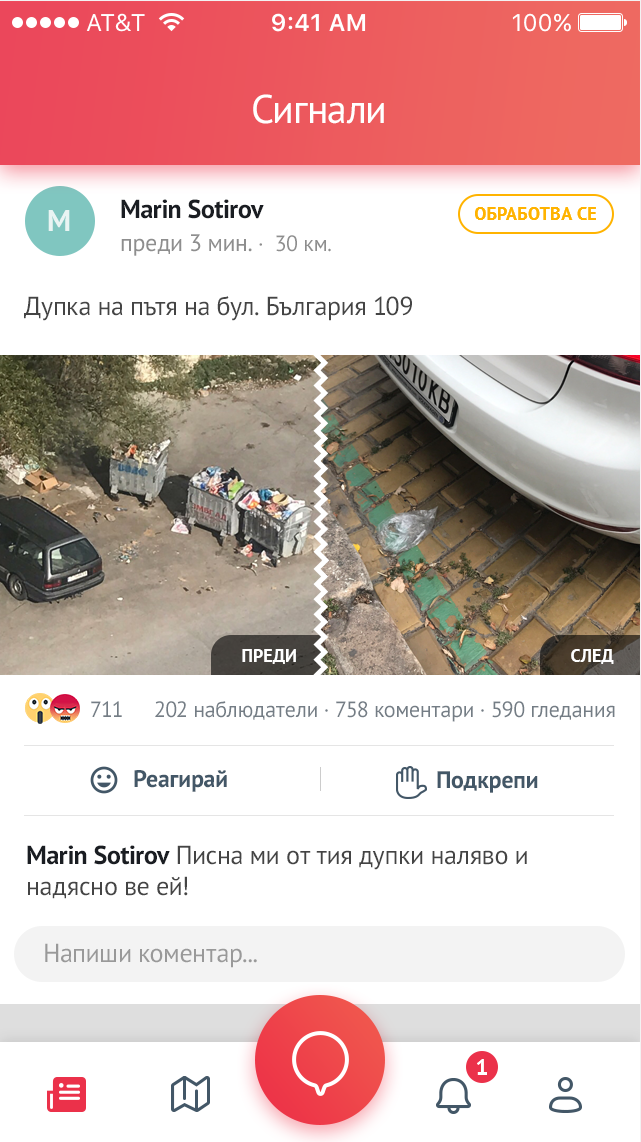 AT&T 9:41 AM 100%
Сигнали
M
Marin Sotirov
ОБРАБОТВА СЕ
преди 3 мин. · 30 км.
Дупка на пътя на бул. България 109
ПРЕДИ
СЛЕД
711 202 наблюдатели · 758 коментари · 590 гледания
Реагирай
Подкрепи
Marin Sotirov Писна ми от тия дупки наляво и
надясно ве ей!
Напиши коментар...
1